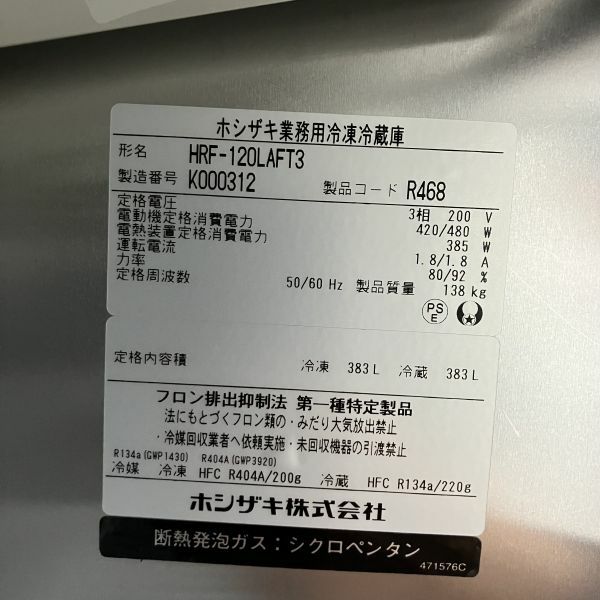 ホシザキ業務用冷凍冷蔵庫
形名 HRF-120LAFT3
製造番号 K000312 製品コード R468
定格電圧 3相 200 V
電動機定格消費電力 420/480 W
電熱装置定格消費電力 385 W
運転電流 1.8/1.8 A
力率 80/92 %
定格周波数 50/60 Hz 製品質量 138 kg
PS E
定格内容積 冷凍 383 L 冷蔵 383 L
フロン排出抑制法 第一種特定製品
法にもとづくフロン類の・みだり大気放出禁止
・冷媒回収業者へ依頼実施・未回収機器の引渡禁止
R134a (GWP1430) R404A (GWP3920)
冷媒 冷凍 HFC R404A/200g 冷蔵 HFC R134a/220g
ホシザキ株式会社
断熱発泡ガス：シクロペンタン
471576C